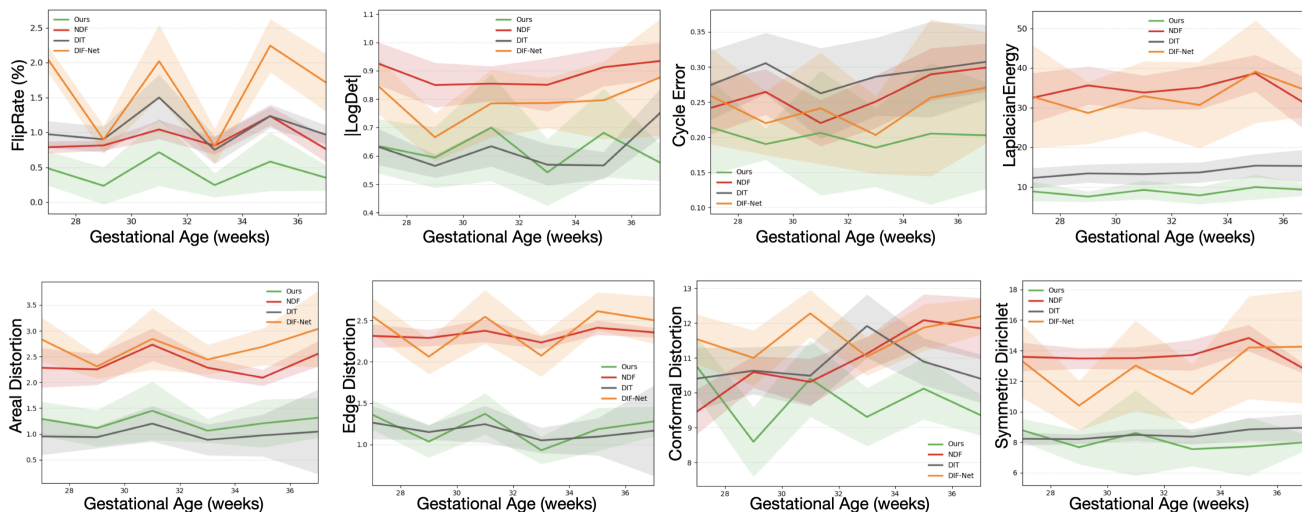 FlipRate (%)
2.5
2.0
1.5
1.0
0.5
0.0
Ours
NDF
DIT
DIF-Net
28
30
32
34
36
Gestational Age (weeks)
|LogDet|
1.1
1.0
0.9
0.8
0.7
0.6
0.5
0.4
Ours
NDF
DIT
DIF-Net
28
30
32
34
36
Gestational Age (weeks)
Cycle Error
0.35
0.30
0.25
0.20
0.15
0.10
Ours
NDF
DIT
DIF-Net
28
30
32
34
36
Gestational Age (weeks)
LaplacianEnergy
50
40
30
20
10
Ours
NDF
DIT
DIF-Net
28
30
32
34
36
Gestational Age (weeks)
Areal Distortion
3.5
3.0
2.5
2.0
1.5
1.0
0.5
Ours
NDF
DIT
DIF-Net
28
30
32
34
36
Gestational Age (weeks)
Edge Distortion
2.5
2.0
1.5
1.0
Ours
NDF
DIT
DIF-Net
28
30
32
34
36
Gestational Age (weeks)
Conformal Distortion
13
12
11
10
9
8
Ours
NDF
DIT
DIF-Net
28
30
32
34
36
Gestational Age (weeks)
Symmetric Dirichlet
18
16
14
12
10
8
6
Ours
NDF
DIT
DIF-Net
28
30
32
34
36
Gestational Age (weeks)